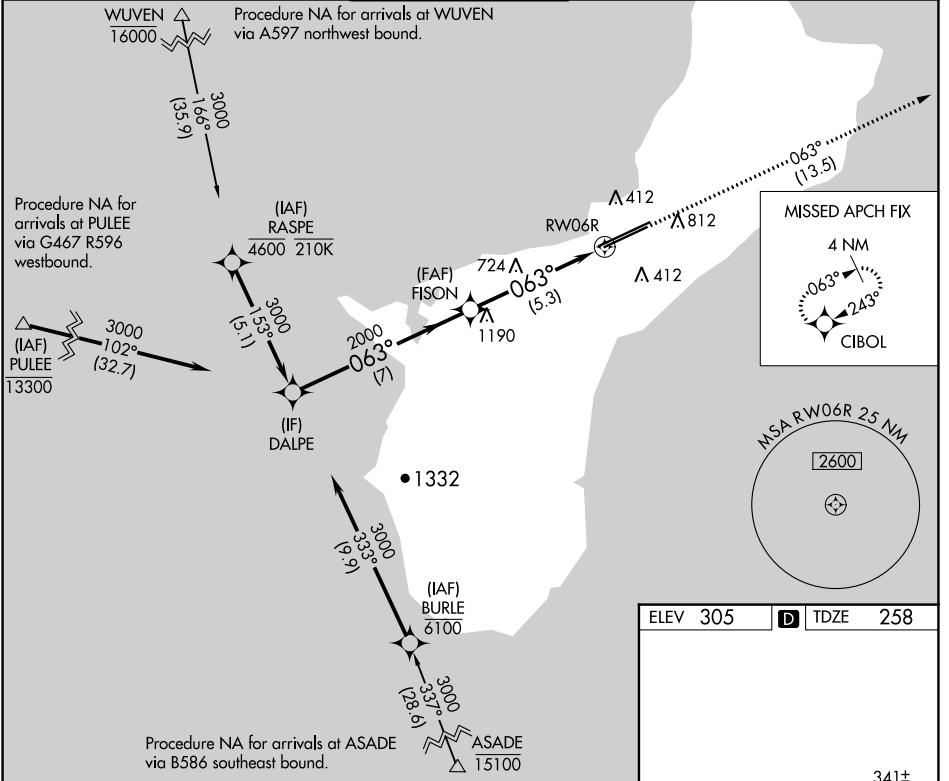 WUVEN
16000
Procedure NA for arrivals at WUVEN
via A597 northwest bound.
3000
166°
(35.9)
Procedure NA for
arrivals at PULEE
via G467 R596
westbound.
(IAF)
RASPE
4600 210K
3000
153°
(5.1)
(IAF)
PULEE
13300
3000
102°
(32.7)
(IF)
DALPE
2000
063°
(7)
(FAF)
FISON
1190
724
063°
(5.3)
RW06R
412
812
412
063°
(13.5)
MISSED APCH FIX
4 NM
063°
243°
CIBOL
MSA RW06R 25 NM
2600
1332
3000
333°
(9.9)
(IAF)
BURLE
6100
3000
337°
(28.6)
Procedure NA for arrivals at ASADE
via B586 southeast bound.
ASADE
15100
ELEV 305 D TDZE 258
341±